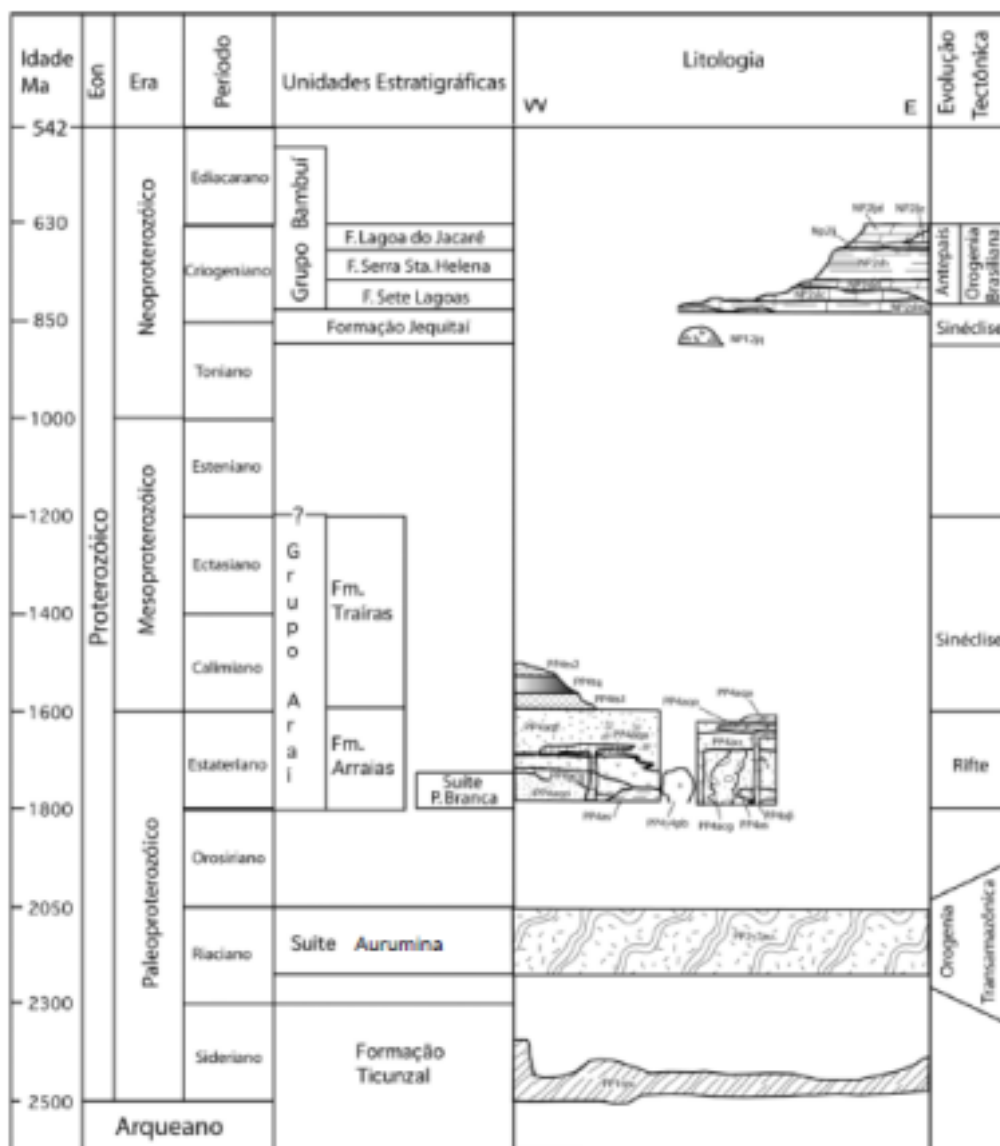 Idade
Ma
Eon
Era
Período
Unidades Estratigráficas
Litologia
W
E
Evolução
Tectônica
542
630
850
1000
1200
1400
1600
1800
2050
2300
2500
Proterozóico
Neoproterozóico
Mesoproterozóico
Paleoproterozóico
Arqueano
Ediacarano
Criogeniano
Toniano
Esteniano
Ectasiano
Calimiano
Estateriano
Orosiriano
Riaciano
Sideriano
Grupo Bambuí
F. Lagoa do Jacaré
F. Serra Sta. Helena
F. Sete Lagoas
Formação Jequitaí
?
Grupo Araí
Fm.
Traíras
Fm.
Arraias
Suíte
P. Branca
Suíte Aurumina
Formação
Ticunzal
Antepaís
Orogenia
Brasiliana
Sinéclise
Sinéclise
Rifte
Orogenia
Transamazônica